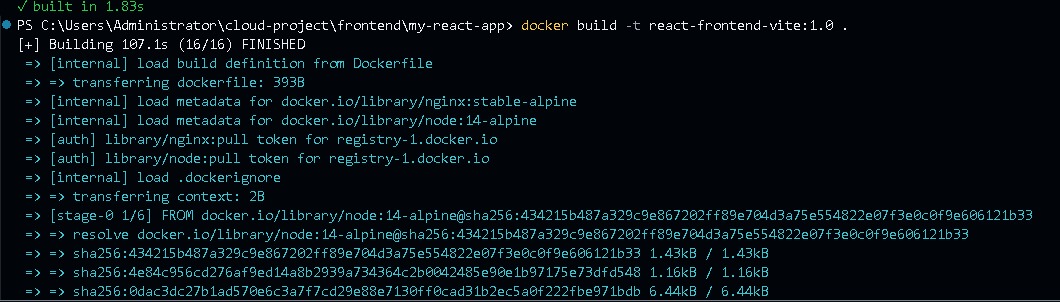 ✓ built in 1.83s
PS C:\Users\Administrator\cloud-project\frontend\my-react-app> docker build -t react-frontend-vite:1.0 .
[+] Building 107.1s (16/16) FINISHED
=> [internal] load build definition from Dockerfile
=> => transferring dockerfile: 393B
=> [internal] load metadata for docker.io/library/nginx:stable-alpine
=> [internal] load metadata for docker.io/library/node:14-alpine
=> [auth] library/nginx:pull token for registry-1.docker.io
=> [auth] library/node:pull token for registry-1.docker.io
=> [internal] load .dockerignore
=> => transferring context: 2B
=> [stage-0 1/6] FROM docker.io/library/node:14-alpine@sha256:434215b487a329c9e867202ff89e704d3a75e554822e07f3e0c0f9e606121b33
=> => resolve docker.io/library/node:14-alpine@sha256:434215b487a329c9e867202ff89e704d3a75e554822e07f3e0c0f9e606121b33
=> => sha256:434215b487a329c9e867202ff89e704d3a75e554822e07f3e0c0f9e606121b33 1.43kB / 1.43kB
=> => sha256:4e84c956cd276af9ed14a8b2939a734364c2b0042485e90e1b97175e73dfd548 1.16kB / 1.16kB
=> => sha256:0dac3dc27b1ad570e6c3a7f7cd29e88e7130ff0cad31b2ec5a0f222fbe971bdb 6.44kB / 6.44kB